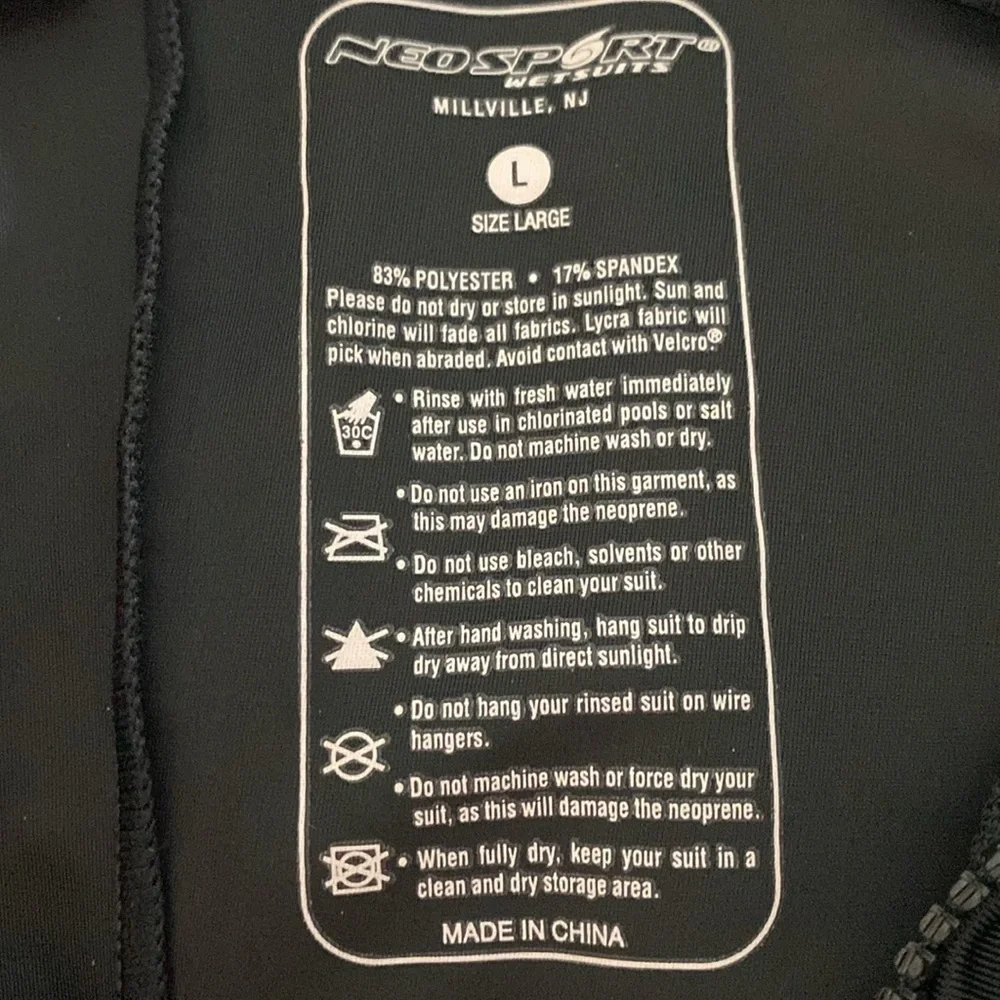 NEOSPORT®
WETSUITS
MILLVILLE, NJ
L
SIZE LARGE
83% POLYESTER • 17% SPANDEX
Please do not dry or store in sunlight. Sun and
chlorine will fade all fabrics. Lycra fabric will
pick when abraded. Avoid contact with Velcro®.
30C
• Rinse with fresh water immediately
after use in chlorinated pools or salt
water. Do not machine wash or dry.
• Do not use an iron on this garment, as
this may damage the neoprene.
• Do not use bleach, solvents or other
chemicals to clean your suit.
• After hand washing, hang suit to drip
dry away from direct sunlight.
• Do not hang your rinsed suit on wire
hangers.
• Do not machine wash or force dry your
suit, as this will damage the neoprene.
• When fully dry, keep your suit in a
clean and dry storage area.
MADE IN CHINA